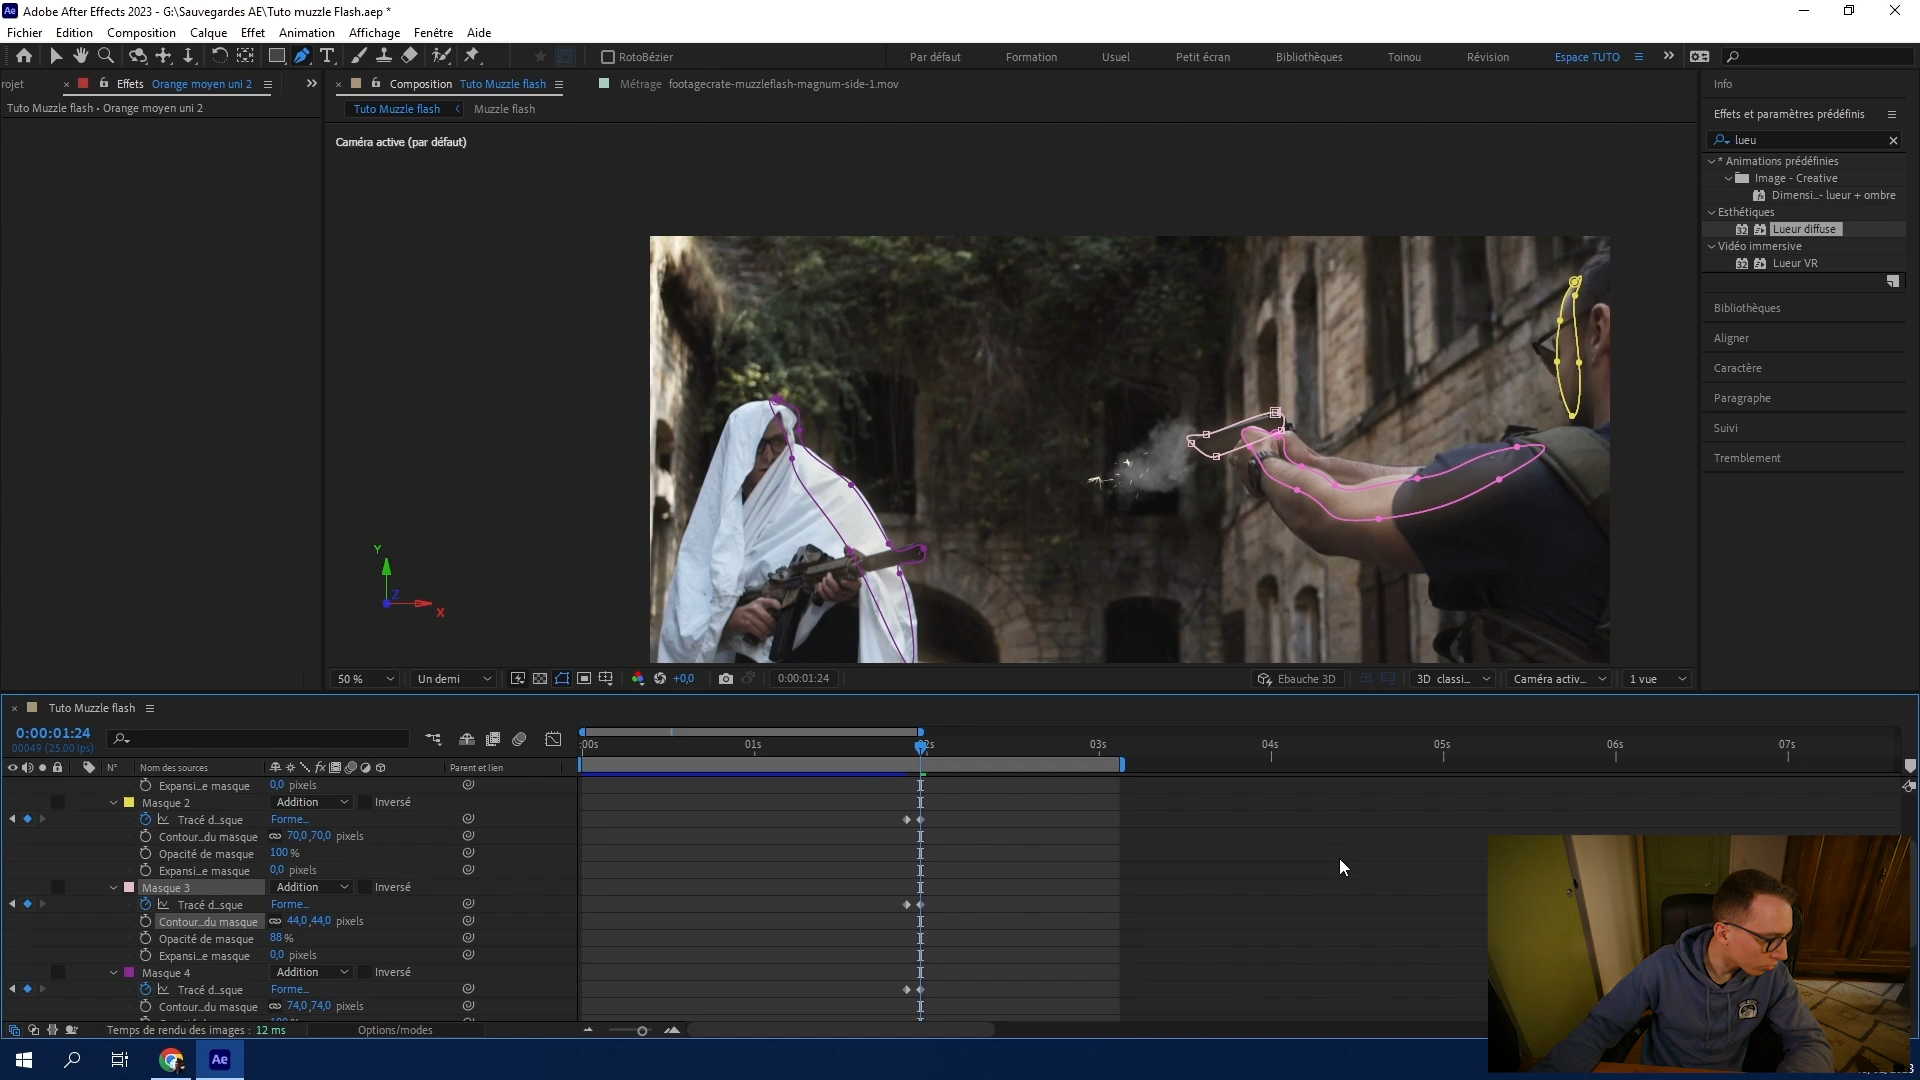 Adobe After Effects 2023 - G:\Sauvegardes AE\Tuto muzzle Flash.aep *
Fichier Edition Composition Calque Effet Animation Affichage Fenêtre Aide
RotoBézier
Par défaut Formation Usuel Petit écran Bibliothèques Toinou Révision Espace TUTO
rojet Effets Orange moyen uni 2
Composition Tuto Muzzle flash
Métrage footagecrate-muzzleflash-magnum-side-1.mov
Tuto Muzzle flash • Orange moyen uni 2
Tuto Muzzle flash Muzzle flash
Caméra active (par défaut)
Y
Z
X
Info
Effets et paramètres prédéfinis
lueu
* Animations prédéfinies
Image - Creative
Dimensi...- lueur + ombre
Esthétiques
Lueur diffuse
Vidéo immersive
Lueur VR
Bibliothèques
Aligner
Caractère
Paragraphe
Suivi
Tremblement
50 % Un demi +0,0 0:00:01:24 Ebauche 3D 3D classi... Caméra activ... 1 vue
Tuto Muzzle flash
0:00:01:24
00049 (25.00 ips)
:00s 01s 02s 03s 04s 05s 06s 07s
N° Nom des sources Parent et lien
Expansi...e masque 0,0 pixels
Masque 2 Addition Inversé
Tracé d...sque Forme...
Contour...du masque 70,0 ,70,0 pixels
Opacité de masque 100 %
Expansi...e masque 0,0 pixels
Masque 3 Addition Inversé
Tracé d...sque Forme...
Contour...du masque 44,0 ,44,0 pixels
Opacité de masque 88 %
Expansi...e masque 0,0 pixels
Masque 4 Addition Inversé
Tracé d...sque Forme...
Contour...du masque 74,0 ,74,0 pixels
Temps de rendu des images : 12 ms Options/modes
Ae